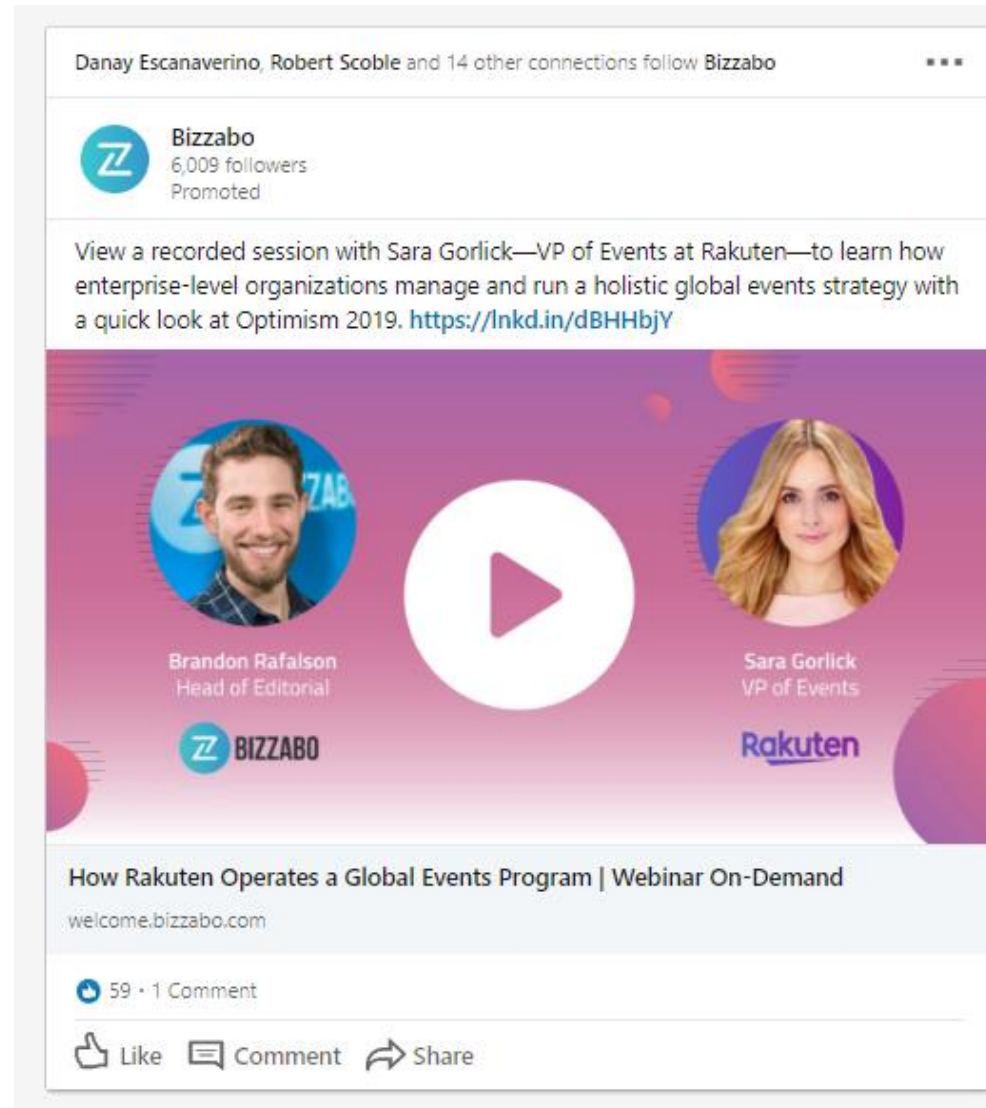 Danay Escanaverino, Robert Scoble and 14 other connections follow Bizzabo
Bizzabo
6,009 followers
Promoted
View a recorded session with Sara Gorlick—VP of Events at Rakuten—to learn how
enterprise-level organizations manage and run a holistic global events strategy with
a quick look at Optimism 2019. https://lnkd.in/dBHHbjY
ZAB
Brandon Rafalson
Head of Editorial
BIZZABO
Sara Gorlick
VP of Events
Rakuten
How Rakuten Operates a Global Events Program | Webinar On-Demand
welcome.bizzabo.com
59 • 1 Comment
Like Comment Share